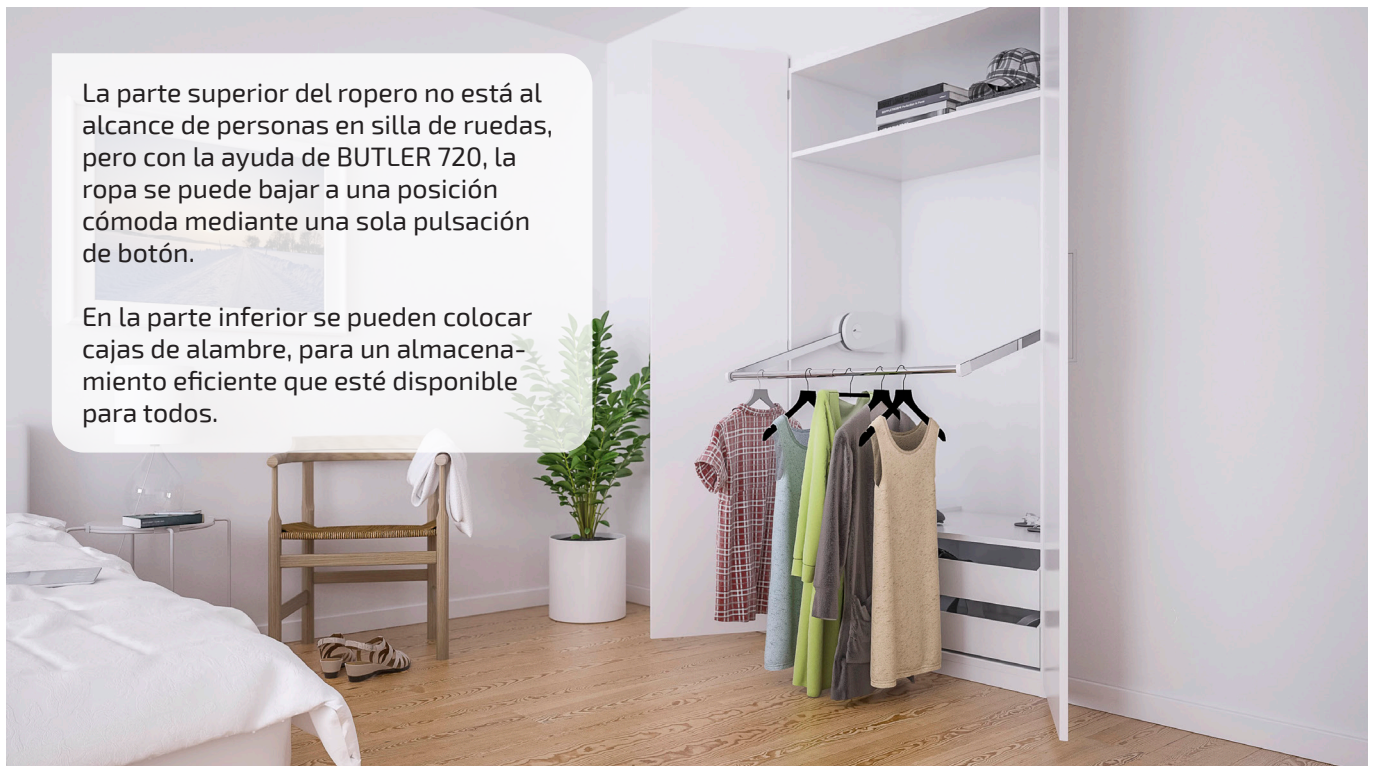 La parte superior del ropero no está al
alcance de personas en silla de ruedas,
pero con la ayuda de BUTLER 720, la
ropa se puede bajar a una posición
cómoda mediante una sola pulsación
de botón.
En la parte inferior se pueden colocar
cajas de alambre, para un almacena-
miento eficiente que esté disponible
para todos.